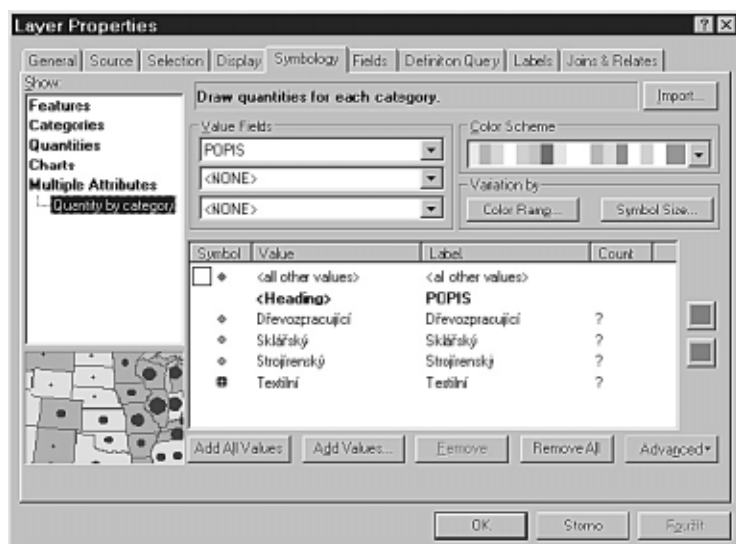 Layer Properties
General Source Selection Display Symbology Fields Definiton Query Labels Joins & Relates
Show:
Features
Categories
Quantities
Charts
Multiple Attributes
Quantity by category
Draw quantities for each category.
Import...
Value Fields
POPIS
<NONE>
<NONE>
Color Scheme
Variation by
Color Ramp... Symbol Size...
Symbol Value Label Count
<all other values> <al other values>
<Heading> POPIS
Dřevozpracující Dřevozpracující ?
Sklářský Sklářský ?
Strojírenský Strojírenský ?
Textilní Textilní ?
Add All Values Add Values... Remove Remove All Advanced
OK Storno Použít